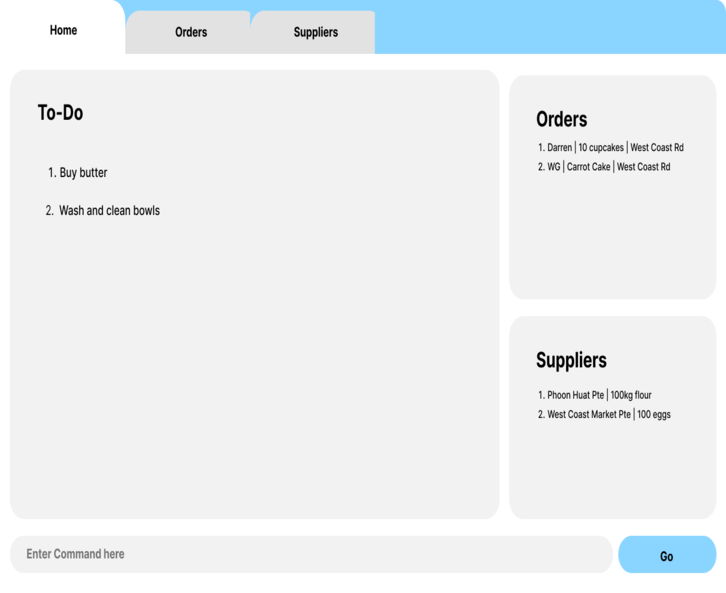 Home
Orders
Suppliers
To-Do
1. Buy butter
2. Wash and clean bowls
Orders
1. Darren | 10 cupcakes | West Coast Rd
2. WG | Carrot Cake | West Coast Rd
Suppliers
1. Phoon Huat Pte | 100kg flour
2. West Coast Market Pte | 100 eggs
Enter Command here
Go